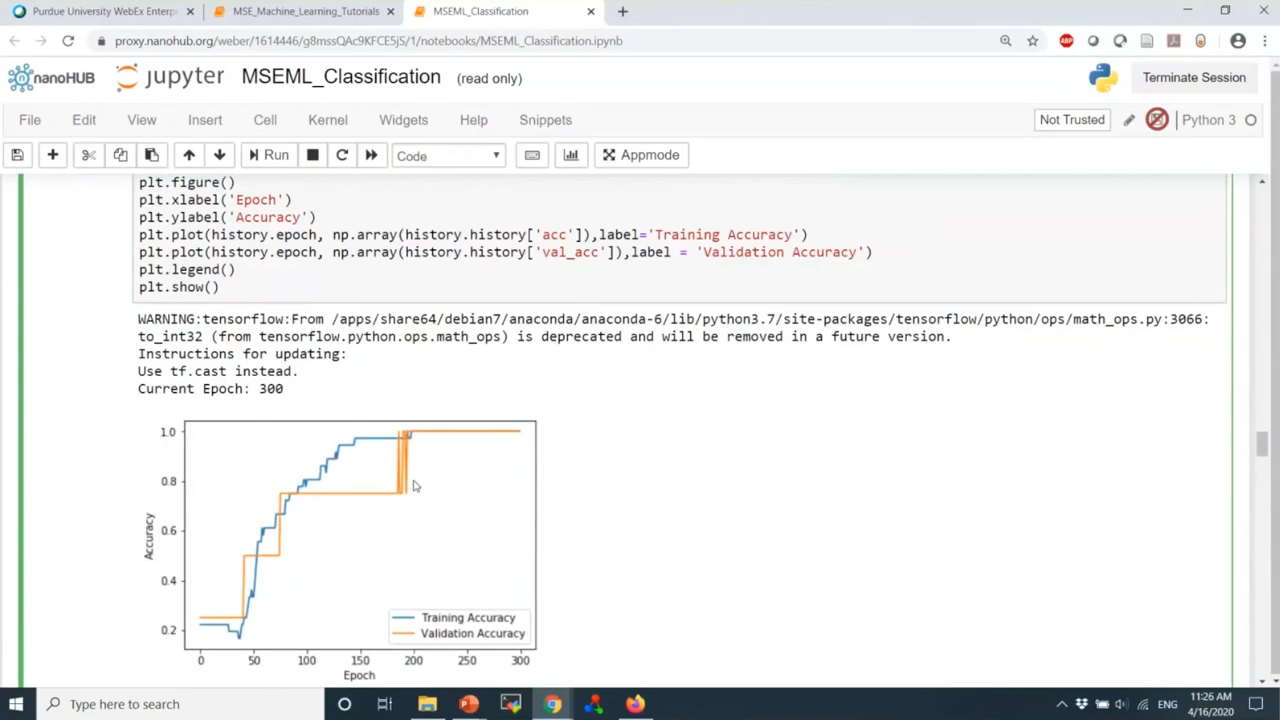 Purdue University WebEx Enterp
MSE_Machine_Learning_Tutorials
MSEML_Classification
proxy.nanohub.org/weber/1614446/g8mssQAc9KFCE5jS/1/notebooks/MSEML_Classification.ipynb
ABP
nanoHUB
jupyter
MSEML_Classification
(read only)
Terminate Session
File Edit View Insert Cell Kernel Widgets Help Snippets
Not Trusted
Python 3
Run
Code
Appmode
plt.figure()
plt.xlabel('Epoch')
plt.ylabel('Accuracy')
plt.plot(history.epoch, np.array(history.history['acc']),label='Training Accuracy')
plt.plot(history.epoch, np.array(history.history['val_acc']),label = 'Validation Accuracy')
plt.legend()
plt.show()
WARNING:tensorflow:From /apps/share64/debian7/anaconda/anaconda-6/lib/python3.7/site-packages/tensorflow/python/ops/math_ops.py:3066:
to_int32 (from tensorflow.python.ops.math_ops) is deprecated and will be removed in a future version.
Instructions for updating:
Use tf.cast instead.
Current Epoch: 300
1.0
0.8
0.6
0.4
0.2
Accuracy
Training Accuracy
Validation Accuracy
0 50 100 150 200 250 300
Epoch
Type here to search
ENG
11:26 AM
4/16/2020